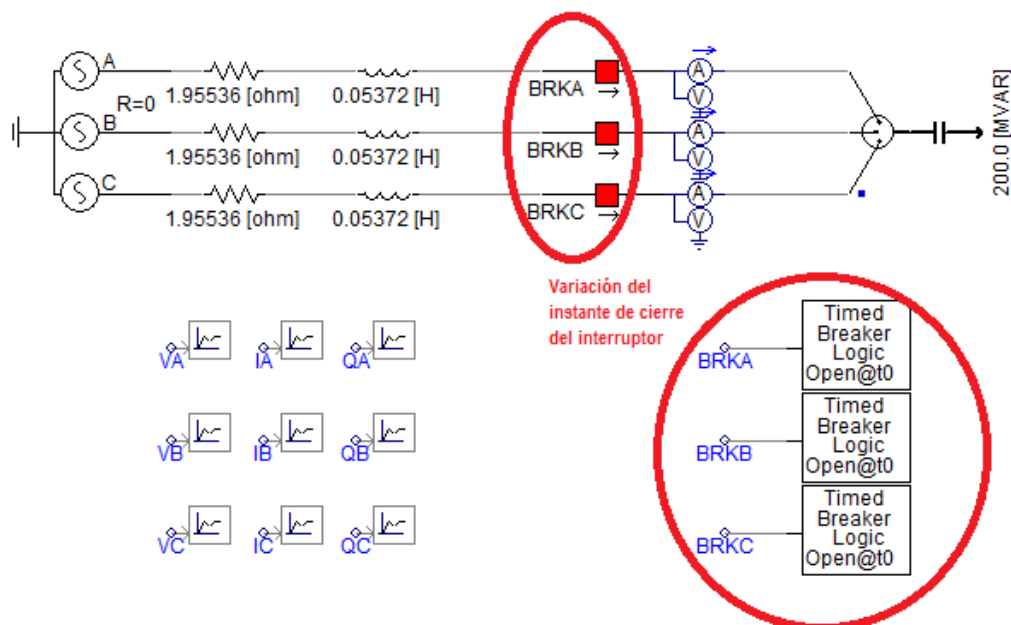 A
R=0
1.95536 [ohm]
0.05372 [H]
BRKA
A
V
B
1.95536 [ohm]
0.05372 [H]
BRKB
A
V
C
1.95536 [ohm]
0.05372 [H]
BRKC
A
V
200.0 [MVAR]
Variación del
instante de cierre
del interruptor
VA
IA
QA
VB
IB
QB
VC
IC
QC
BRKA
Timed
Breaker
Logic
Open@t0
BRKB
Timed
Breaker
Logic
Open@t0
BRKC
Timed
Breaker
Logic
Open@t0